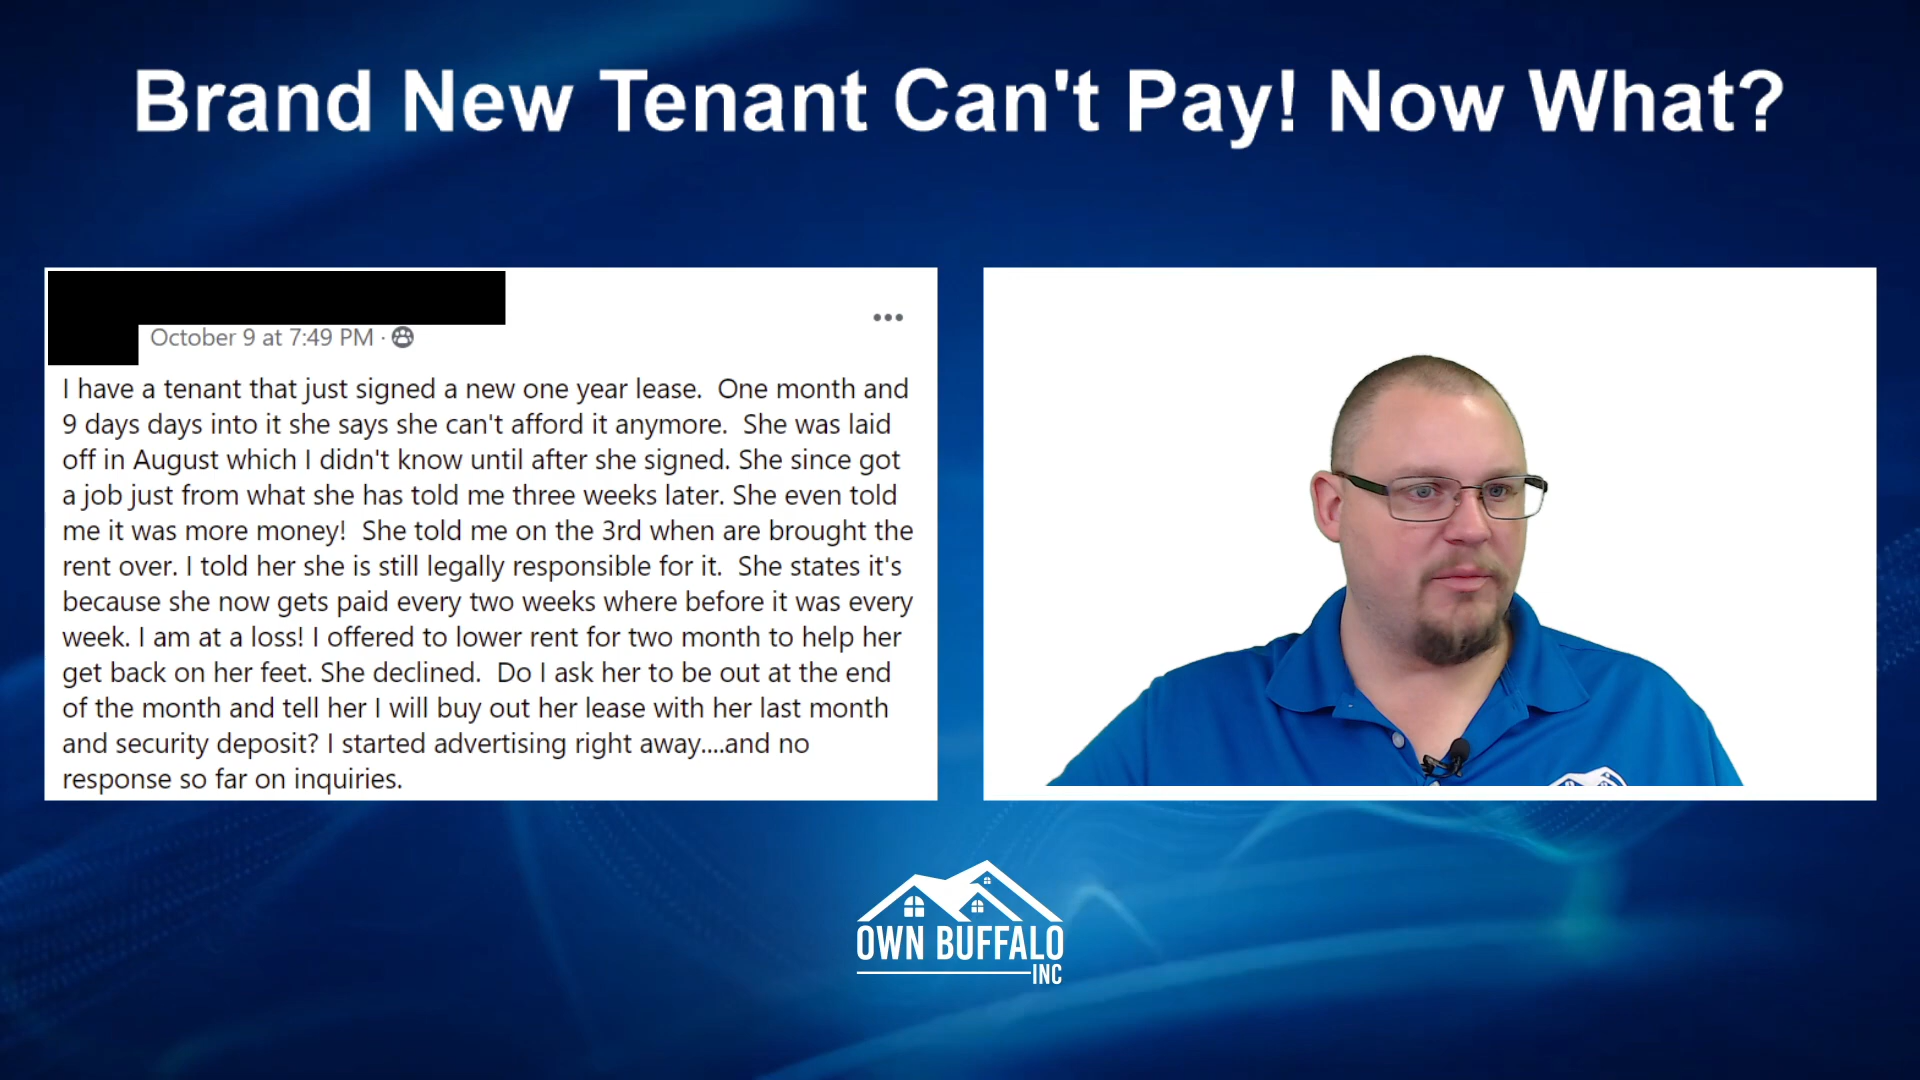 Brand New Tenant Can't Pay! Now What?
October 9 at 7:49 PM ·
I have a tenant that just signed a new one year lease.  One month and
9 days days into it she says she can't afford it anymore.  She was laid
off in August which I didn't know until after she signed. She since got
a job just from what she has told me three weeks later. She even told
me it was more money!  She told me on the 3rd when are brought the
rent over. I told her she is still legally responsible for it.  She states it's
because she now gets paid every two weeks where before it was every
week. I am at a loss! I offered to lower rent for two month to help her
get back on her feet. She declined.  Do I ask her to be out at the end
of the month and tell her I will buy out her lease with her last month
and security deposit? I started advertising right away....and no
response so far on inquiries.
OWN BUFFALO
INC